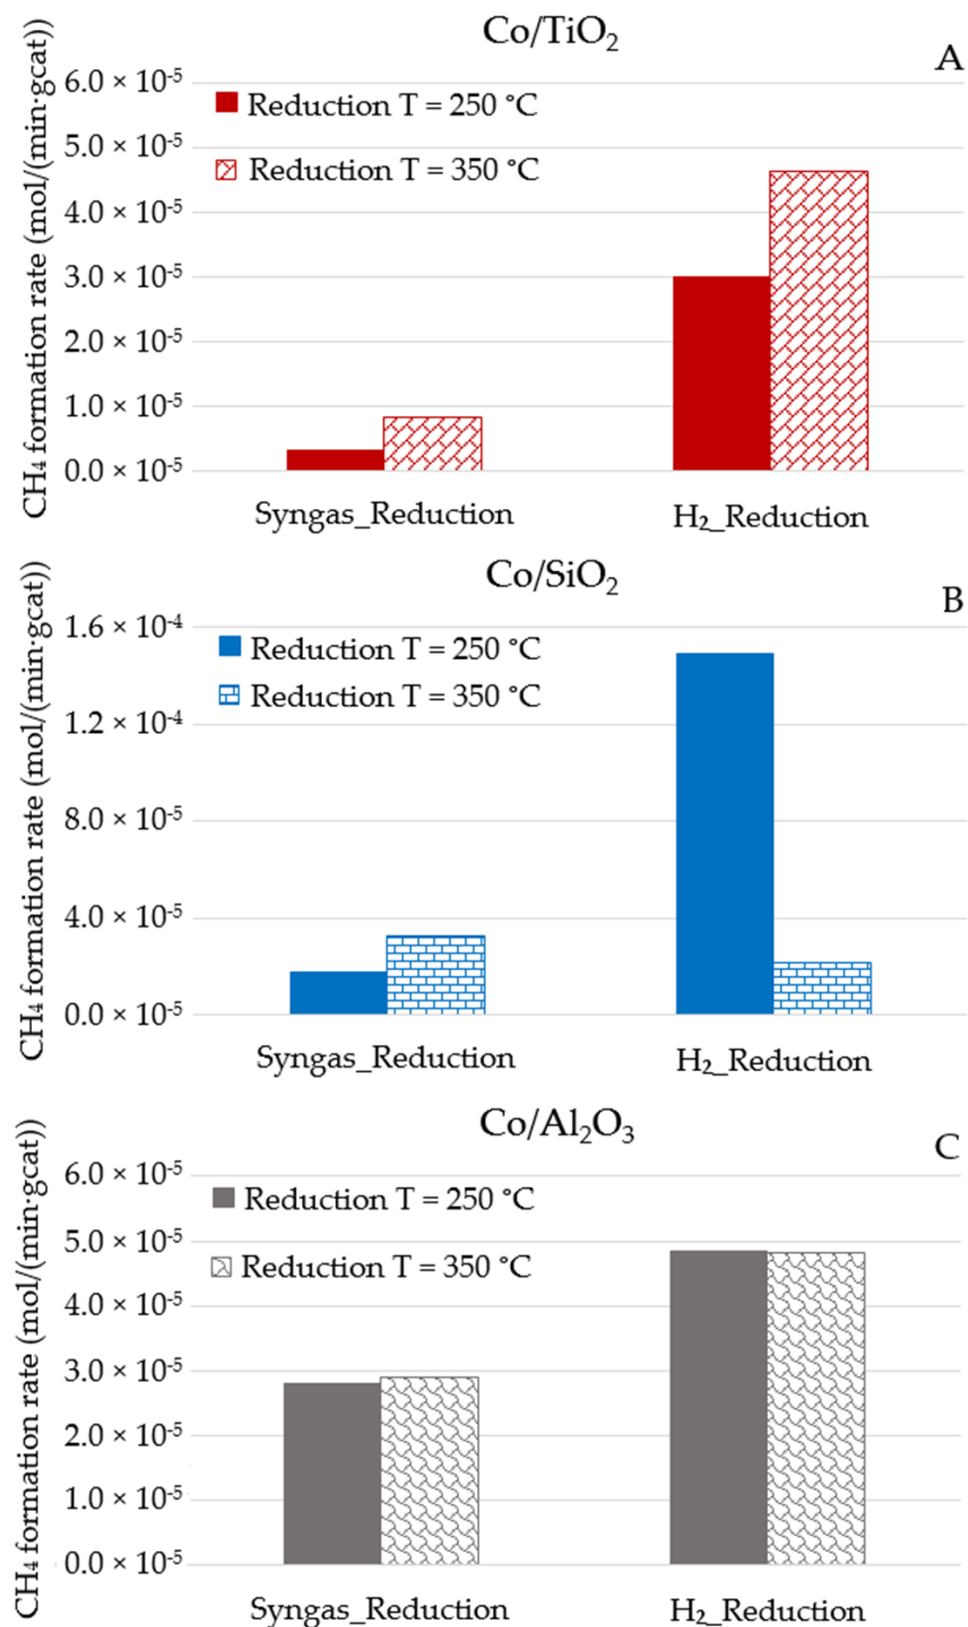 Co/TiO₂
A
CH₄ formation rate (mol/(min·gcat))
6.0 × 10⁻⁵
5.0 × 10⁻⁵
4.0 × 10⁻⁵
3.0 × 10⁻⁵
2.0 × 10⁻⁵
1.0 × 10⁻⁵
0.0 × 10⁻⁵
Reduction T = 250 °C
Reduction T = 350 °C
Syngas_Reduction
H₂_Reduction
Co/SiO₂
B
CH₄ formation rate (mol/(min·gcat))
1.6 × 10⁻⁴
1.2 × 10⁻⁴
8.0 × 10⁻⁵
4.0 × 10⁻⁵
0.0 × 10⁻⁵
Reduction T = 250 °C
Reduction T = 350 °C
Syngas_Reduction
H₂_Reduction
Co/Al₂O₃
C
CH₄ formation rate (mol/(min·gcat))
6.0 × 10⁻⁵
5.0 × 10⁻⁵
4.0 × 10⁻⁵
3.0 × 10⁻⁵
2.0 × 10⁻⁵
1.0 × 10⁻⁵
0.0 × 10⁻⁵
Reduction T = 250 °C
Reduction T = 350 °C
Syngas_Reduction
H₂_Reduction